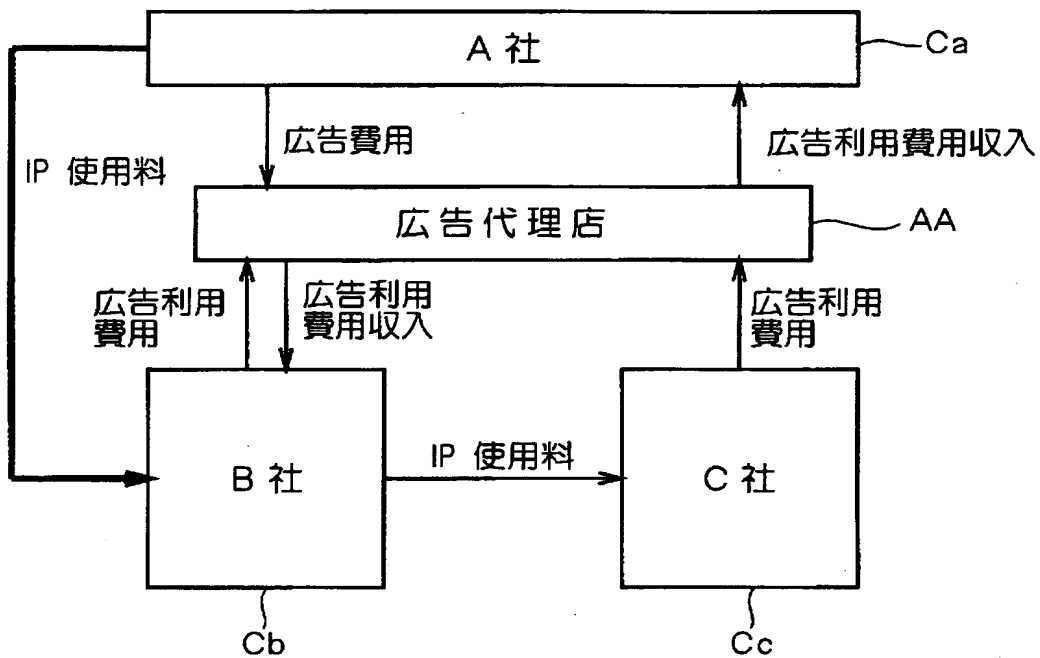 A 社
Ca
広告費用
広告利用費用収入
IP 使用料
広告代理店
AA
広告利用
費用
広告利用
費用収入
広告利用
費用
B 社
IP 使用料
C 社
Cb
Cc